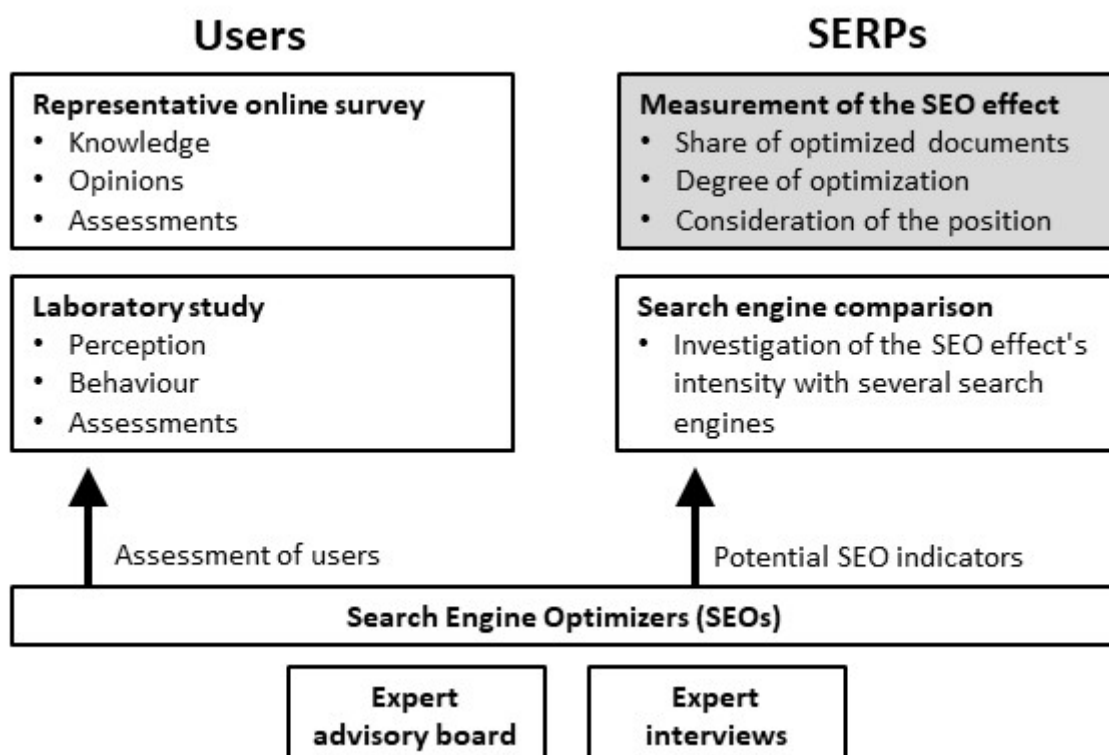 Users
Representative online survey
• Knowledge
• Opinions
• Assessments
Laboratory study
• Perception
• Behaviour
• Assessments
Assessment of users
SERPs
Measurement of the SEO effect
• Share of optimized documents
• Degree of optimization
• Consideration of the position
Search engine comparison
• Investigation of the SEO effect's
intensity with several search
engines
Potential SEO indicators
Search Engine Optimizers (SEOs)
Expert
advisory board
Expert
interviews